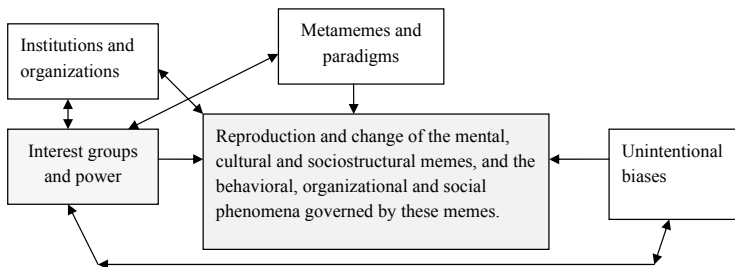 Institutions and
organizations
Metamemes and
paradigms
Interest groups
and power
Reproduction and change of the mental,
cultural and sociostructural memes, and the
behavioral, organizational and social
phenomena governed by these memes.
Unintentional
biases